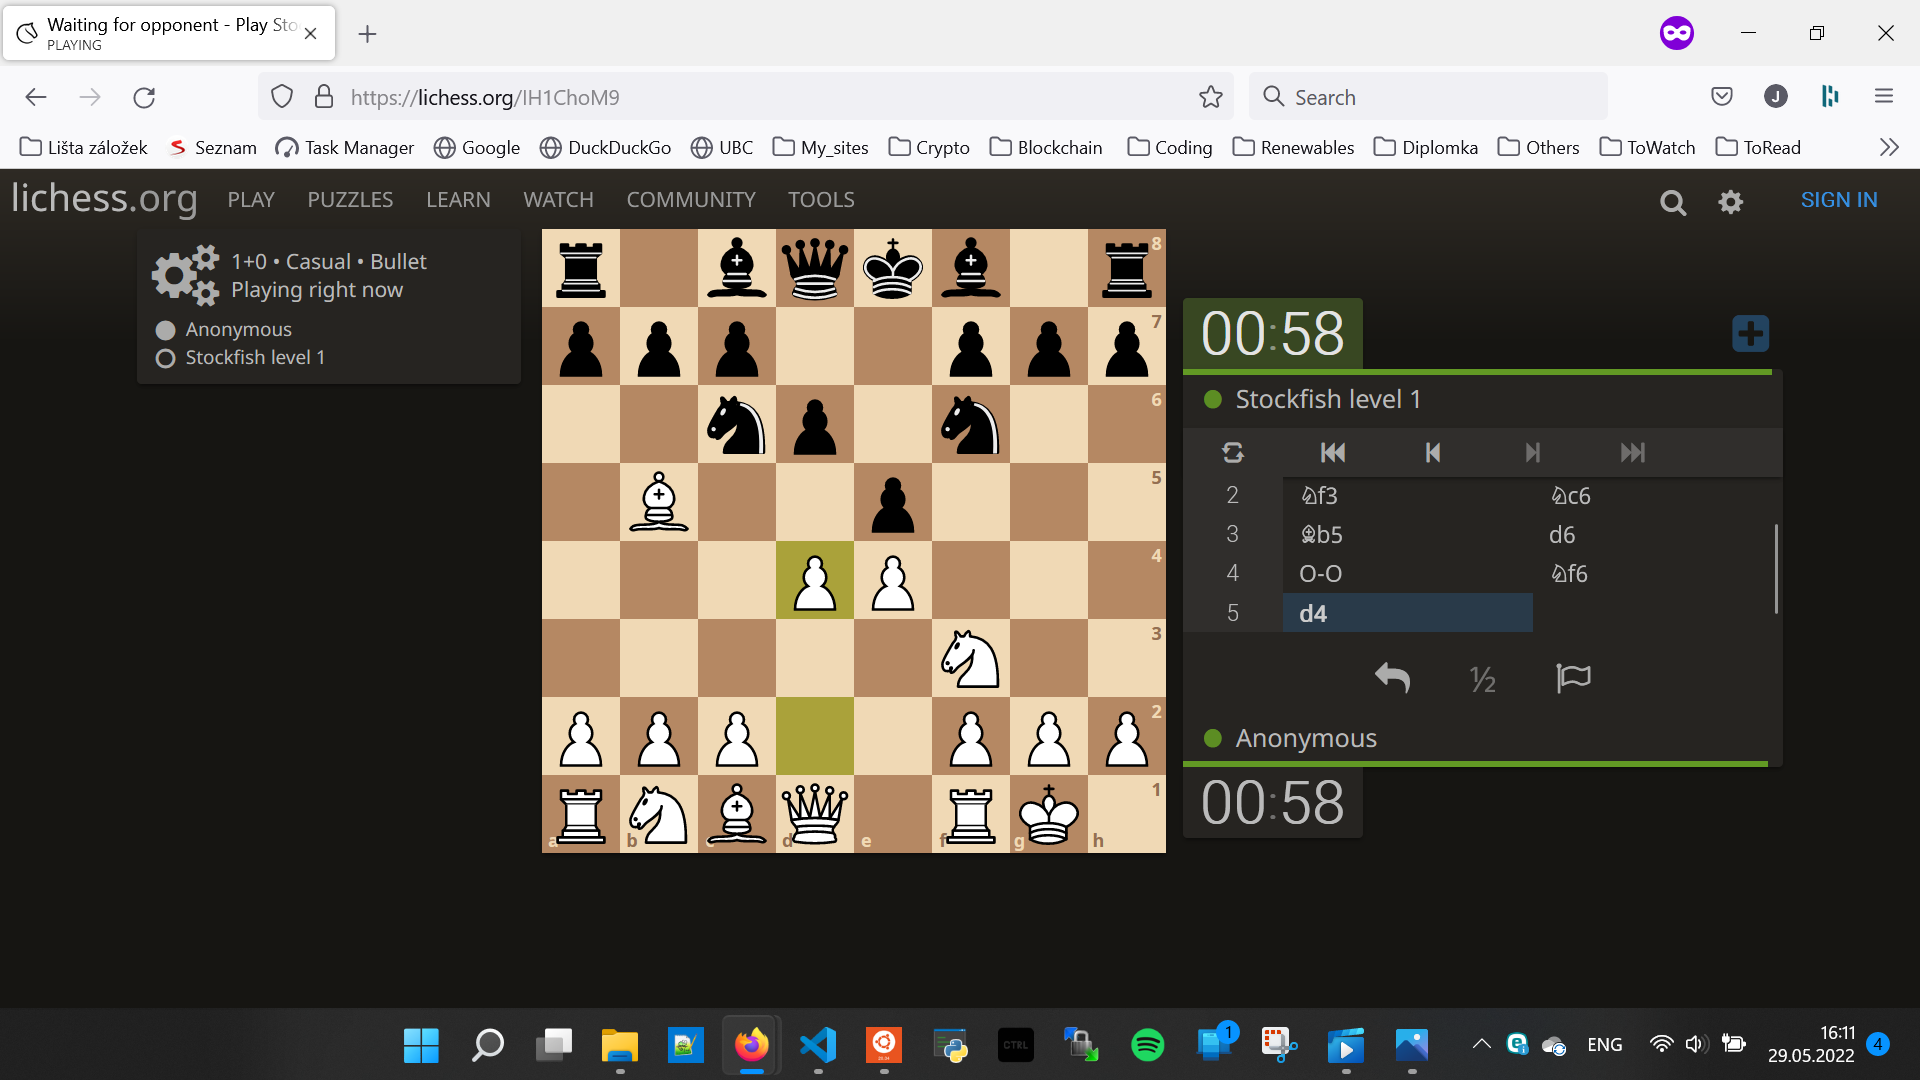 Waiting for opponent - Play Sto
PLAYING
https://lichess.org/IH1ChoM9
Search
J
Lišta záložek
Seznam
Task Manager
Google
DuckDuckGo
UBC
My_sites
Crypto
Blockchain
Coding
Renewables
Diplomka
Others
ToWatch
ToRead
lichess.org
PLAY
PUZZLES
LEARN
WATCH
COMMUNITY
TOOLS
SIGN IN
1+0 • Casual • Bullet
Playing right now
Anonymous
Stockfish level 1
8
7
6
5
4
3
2
1
a
b
c
d
e
f
g
h
00:58
Stockfish level 1
2 ♘f3 ♘c6
3 ♗b5 d6
4 O-O ♘f6
5 d4
½
Anonymous
00:58
CTRL
1
ENG
16:11
29.05.2022
4